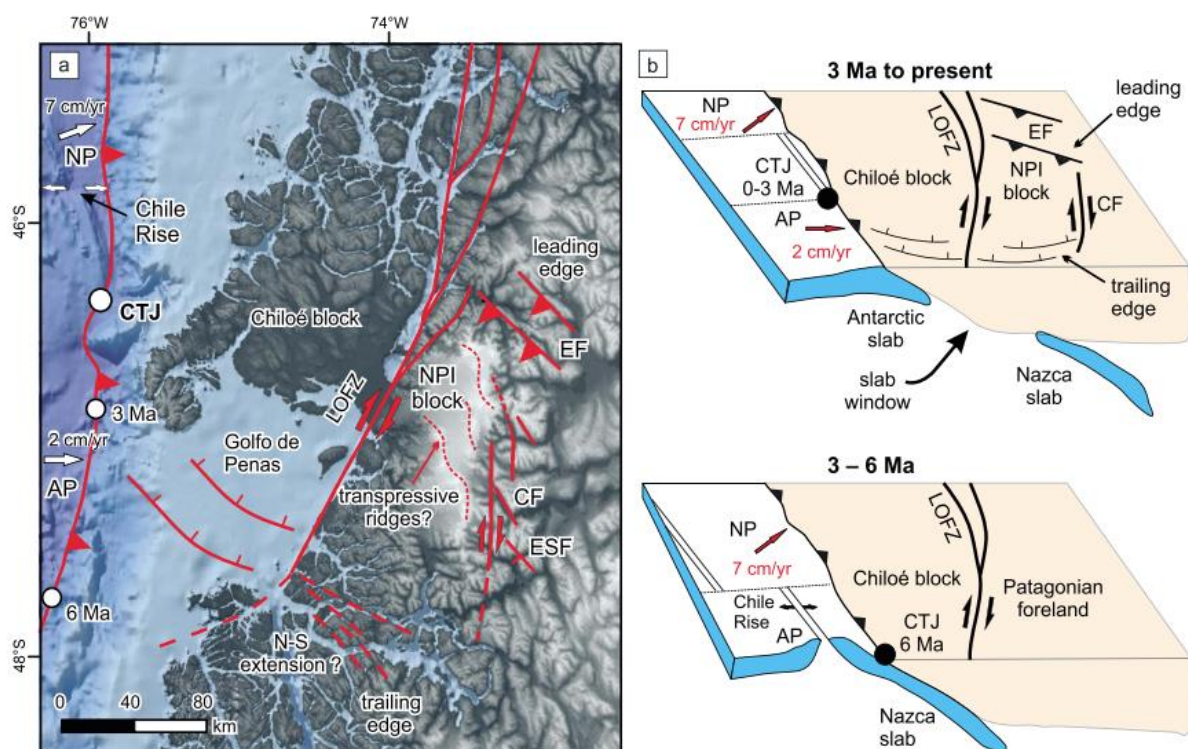 76°W
74°W
a
7 cm/yr
NP
Chile
Rise
46°S
CTJ
Chiloé block
leading
edge
EF
LOFZ
NPI
block
3 Ma
2 cm/yr
AP
Golfo de
Penas
transpressive
ridges?
CF
ESF
6 Ma
48°S
N-S
extension ?
trailing
edge
0 40 80
km
b
3 Ma to present
NP
7 cm/yr
LOFZ
EF
leading
edge
CTJ
0-3 Ma
Chiloé block
NPI
block
CF
AP
2 cm/yr
trailing
edge
Antarctic
slab
slab
window
Nazca
slab
3 – 6 Ma
NP
7 cm/yr
LOFZ
Chiloé block
Patagonian
foreland
Chile
Rise
AP
CTJ
6 Ma
Nazca
slab